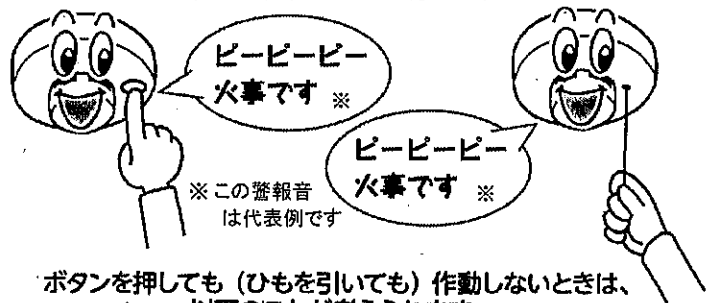 ピーピーピー
火事です ※
ピーピーピー
火事です ※
※この警報音
は代表例です
ボタンを押しても(ひもを引いても)作動しないときは、